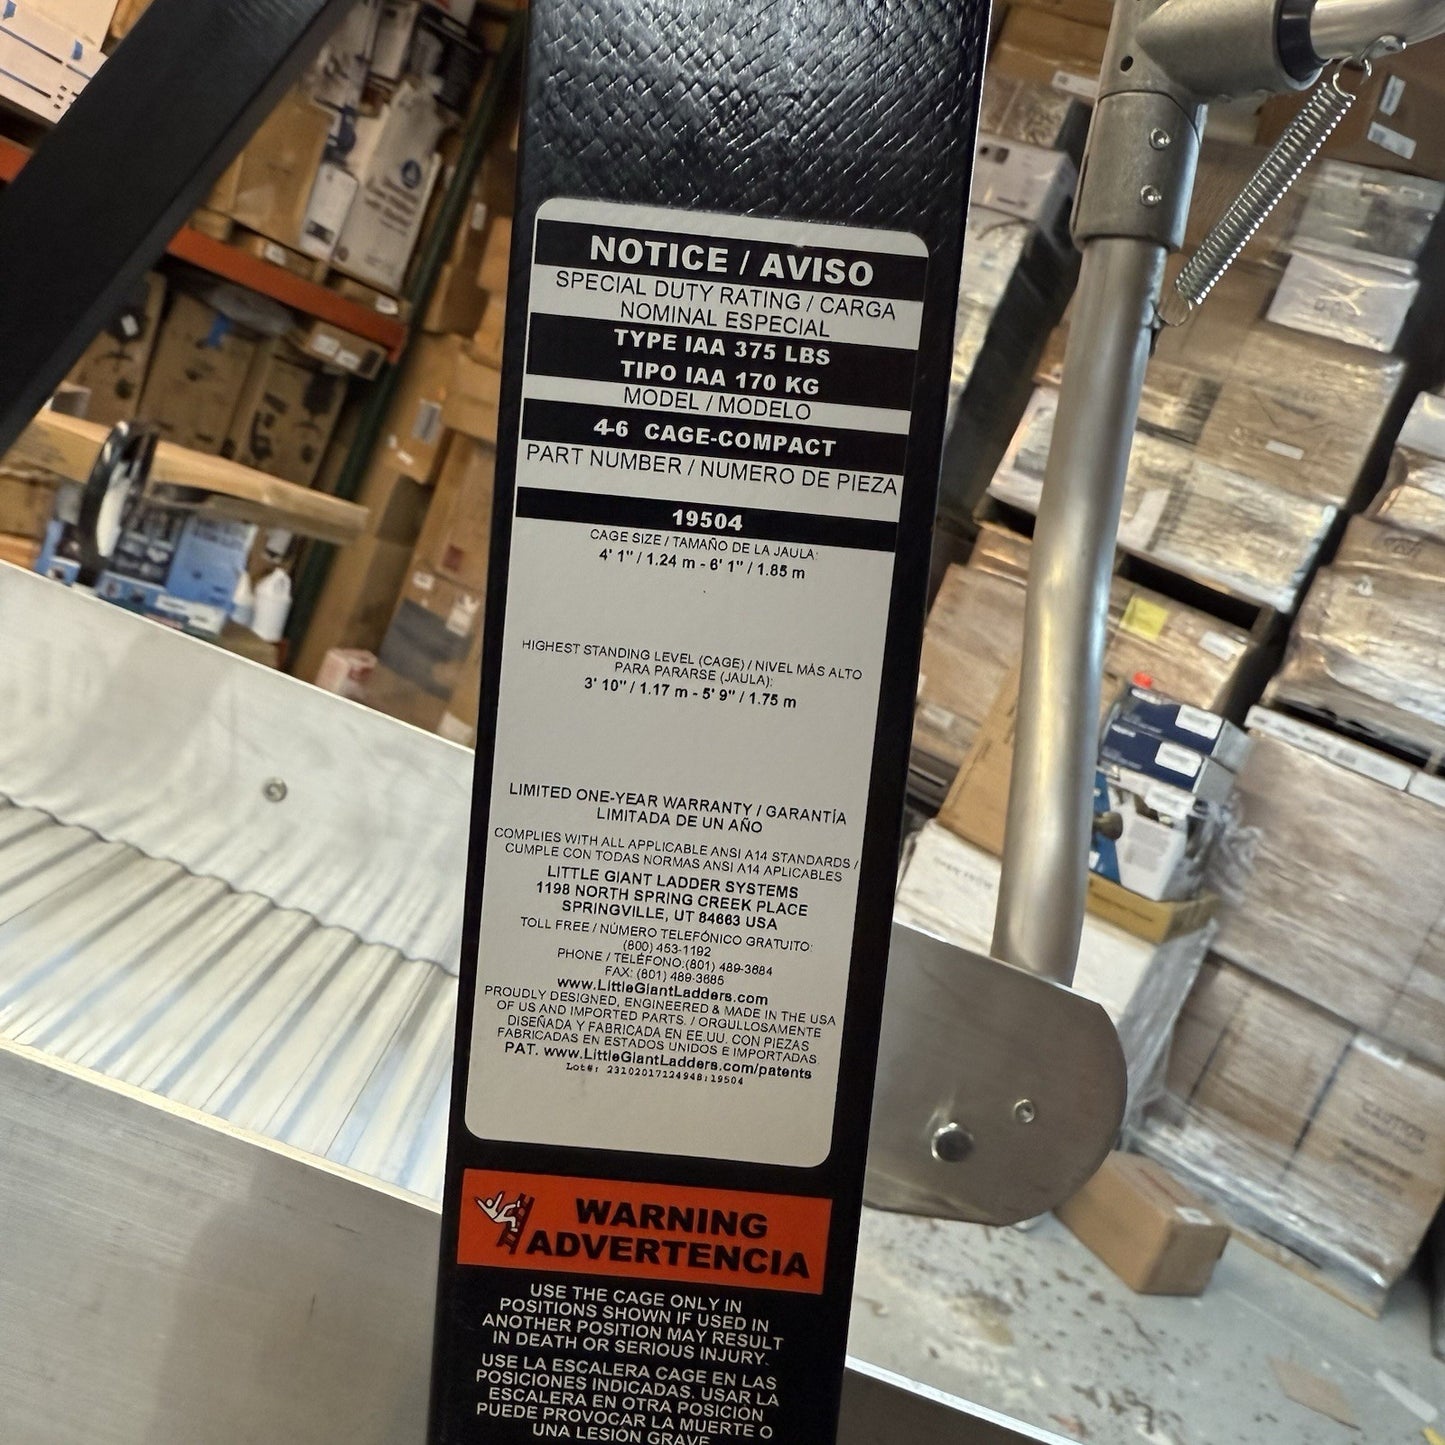 NOTICE / AVISO
SPECIAL DUTY RATING / CARGA
NOMINAL ESPECIAL
TYPE IAA 375 LBS
TIPO IAA 170 KG
MODEL / MODELO
4-6 CAGE-COMPACT
PART NUMBER / NUMERO DE PIEZA
19504
CAGE SIZE / TAMAÑO DE LA JAULA:
4' 1" / 1.24 m - 6' 1" / 1.85 m
HIGHEST STANDING LEVEL (CAGE) / NIVEL MÁS ALTO
PARA PARARSE (JAULA):
3' 10" / 1.17 m - 5' 9" / 1.75 m
LIMITED ONE-YEAR WARRANTY / GARANTÍA
LIMITADA DE UN AÑO
COMPLIES WITH ALL APPLICABLE ANSI A14 STANDARDS /
CUMPLE CON TODAS NORMAS ANSI A14 APLICABLES
LITTLE GIANT LADDER SYSTEMS
1198 NORTH SPRING CREEK PLACE
SPRINGVILLE, UT 84663 USA
TOLL FREE / NÚMERO TELEFÓNICO GRATUITO:
(800) 453-1192
PHONE / TELÉFONO:(801) 489-3684
FAX: (801) 489-3685
www.LittleGiantLadders.com
PROUDLY DESIGNED, ENGINEERED & MADE IN THE USA
OF US AND IMPORTED PARTS. / ORGULLOSAMENTE
DISEÑADA Y FABRICADA EN EE.UU. CON PIEZAS
FABRICADAS EN ESTADOS UNIDOS E IMPORTADAS
PAT. www.LittleGiantLadders.com/patents
Lot#: 23102017124948:19504
WARNING
ADVERTENCIA
USE THE CAGE ONLY IN
POSITIONS SHOWN IF USED IN
ANOTHER POSITION MAY RESULT
IN DEATH OR SERIOUS INJURY.
USE LA ESCALERA CAGE EN LAS
POSICIONES INDICADAS. USAR LA
ESCALERA EN OTRA POSICIÓN
PUEDE PROVOCAR LA MUERTE O
UNA LESIÓN GRAVE
CAUTION